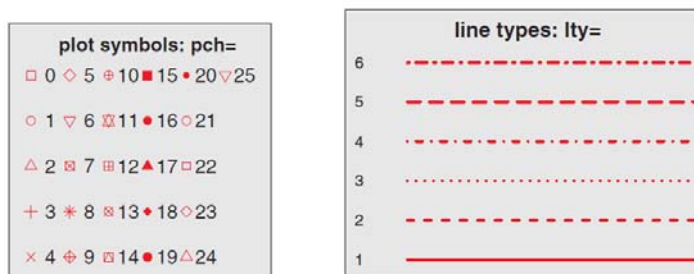 plot symbols: pch=
0 5 10 15 20 25
1 6 11 16 21
2 7 12 17 22
3 8 13 18 23
4 9 14 19 24
line types: lty=
6
5
4
3
2
1